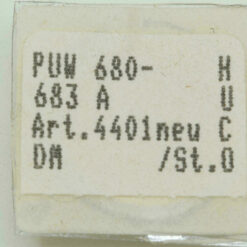 PUW 680- H
683 A U
Art.4401neu C
DM /St.0